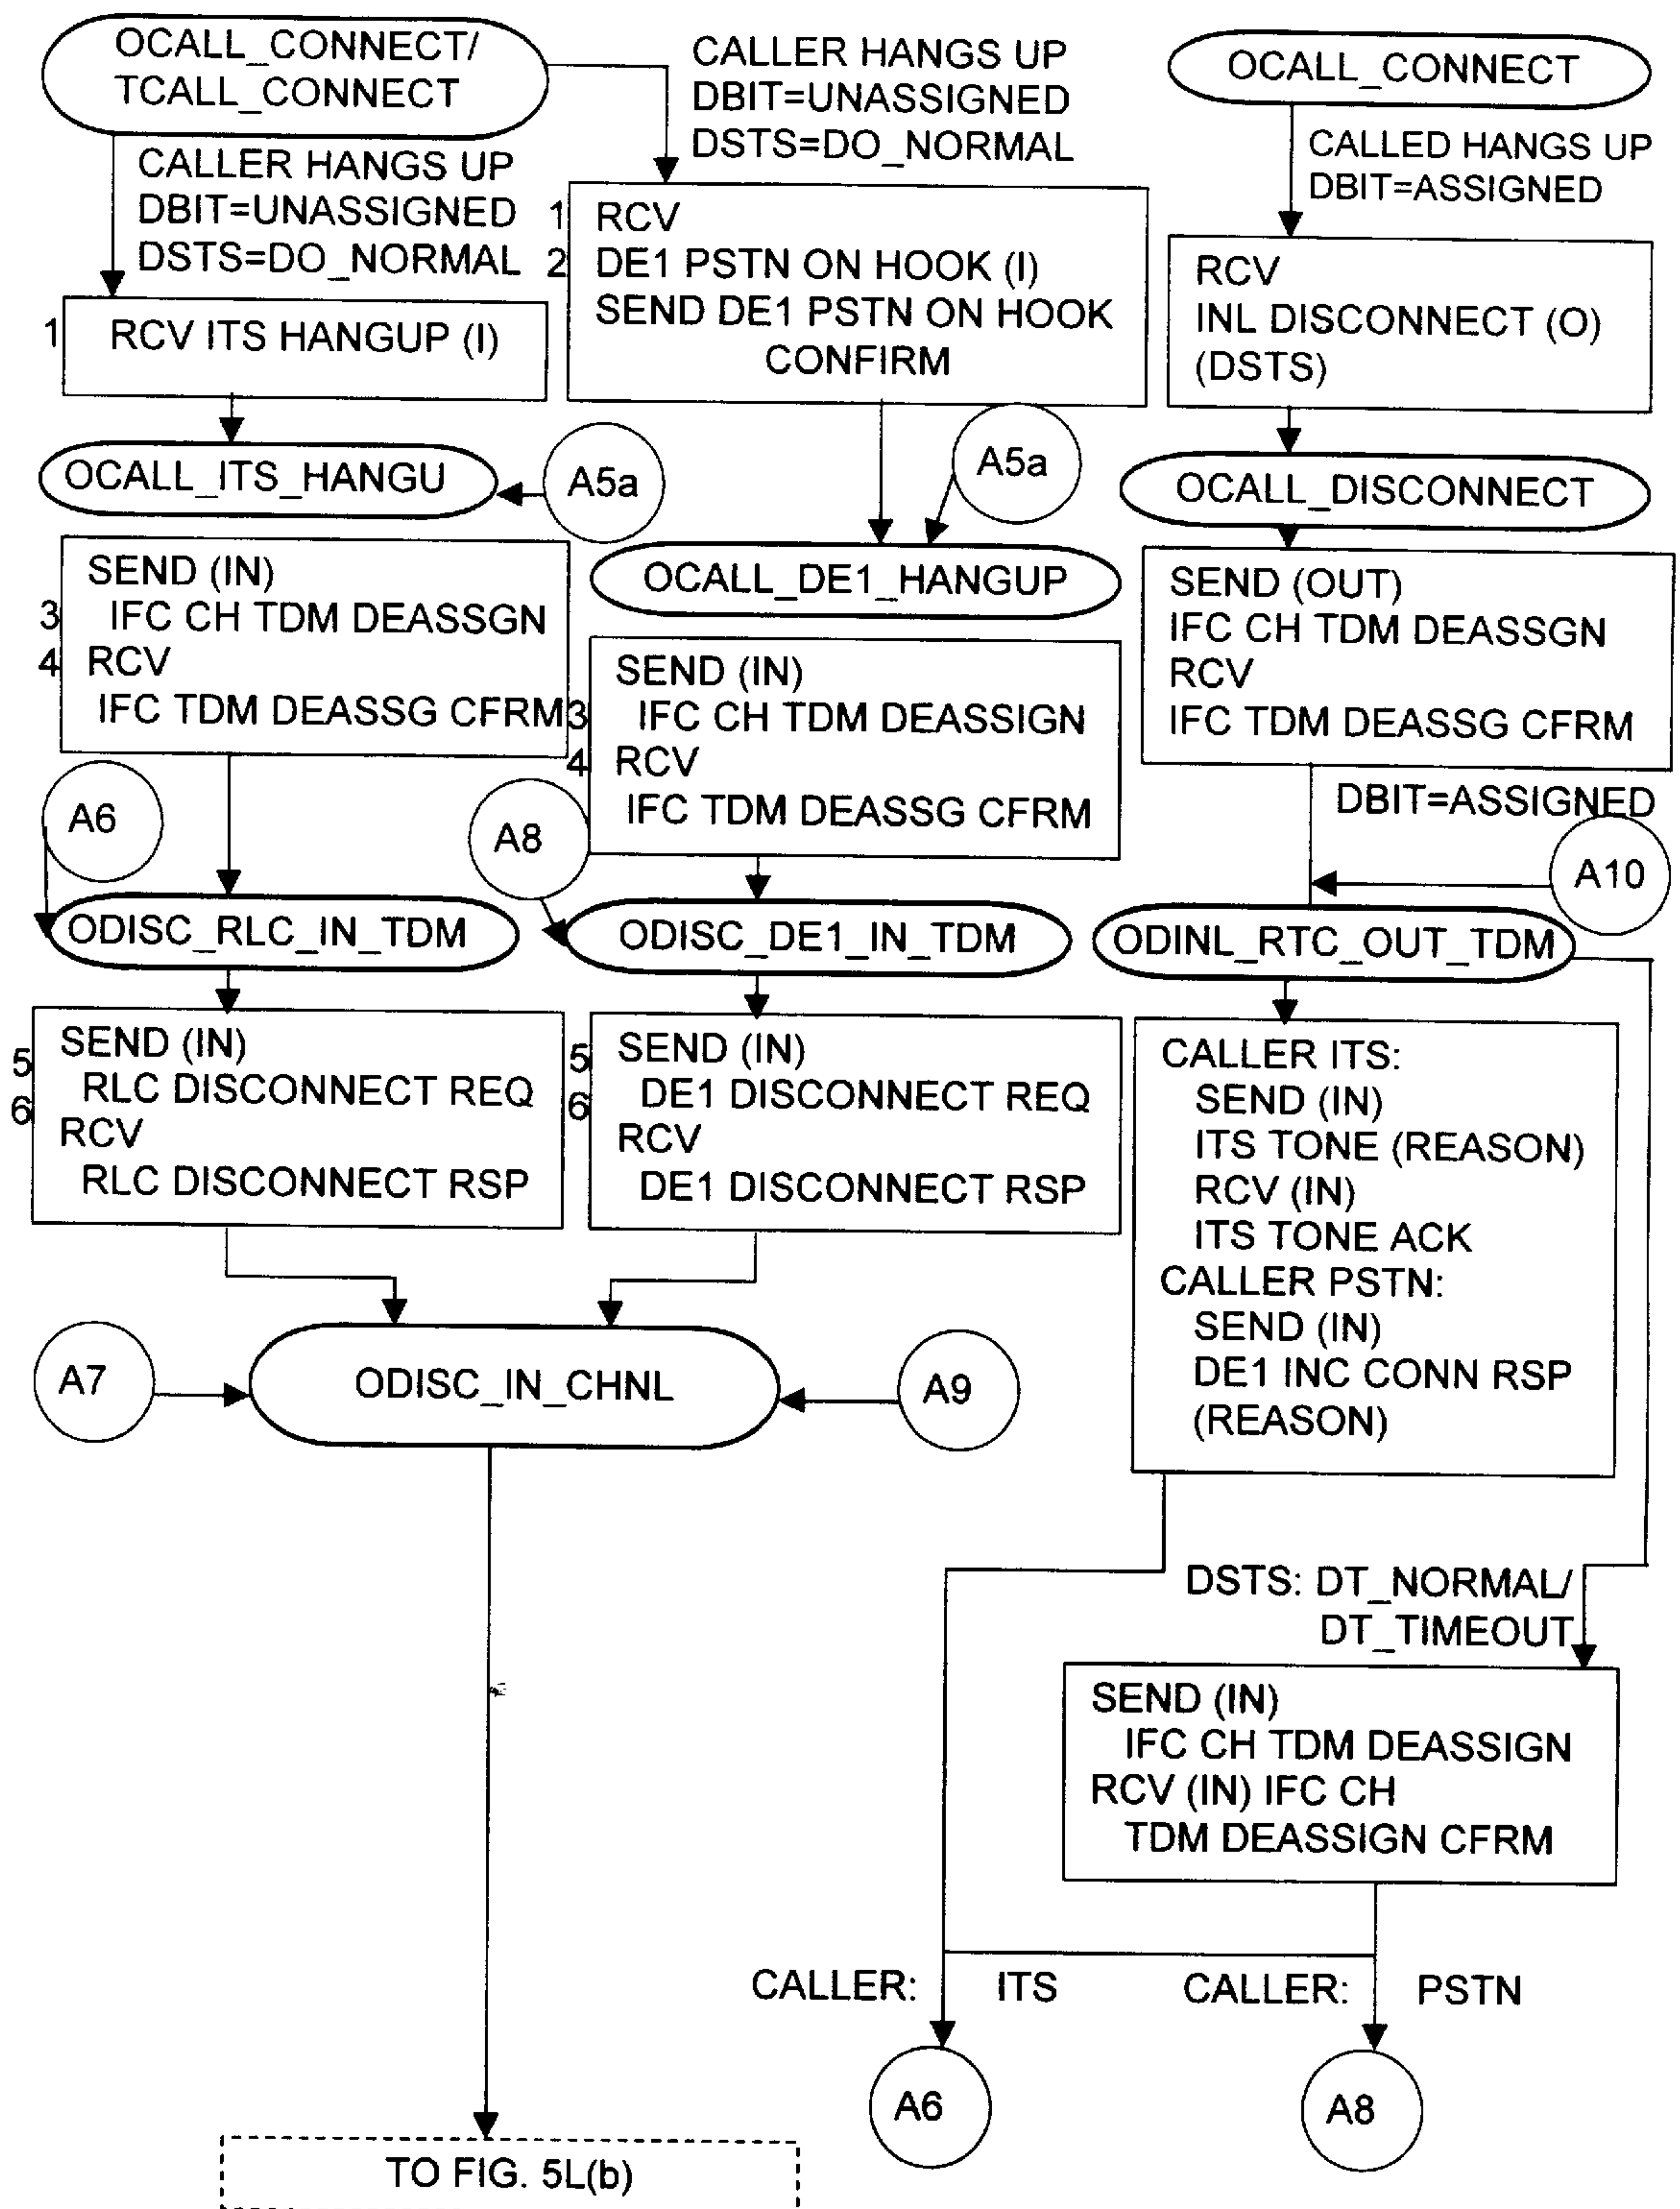 OCALL_CONNECT/
TCALL_CONNECT
CALLER HANGS UP
DBIT=UNASSIGNED
DSTS=DO_NORMAL
1 RCV ITS HANGUP (I)
OCALL_ITS_HANGU
A5a
SEND (IN)
3 IFC CH TDM DEASSGN
4 RCV
IFC TDM DEASSG CFRM
A6
ODISC_RLC_IN_TDM
SEND (IN)
5 RLC DISCONNECT REQ
6 RCV
RLC DISCONNECT RSP
CALLER HANGS UP
DBIT=UNASSIGNED
DSTS=DO_NORMAL
1 RCV
2 DE1 PSTN ON HOOK (I)
SEND DE1 PSTN ON HOOK
CONFIRM
A5a
OCALL_DE1_HANGUP
SEND (IN)
3 IFC CH TDM DEASSIGN
4 RCV
IFC TDM DEASSG CFRM
A8
ODISC_DE1_IN_TDM
SEND (IN)
5 DE1 DISCONNECT REQ
6 RCV
DE1 DISCONNECT RSP
A7
ODISC_IN_CHNL
A9
TO FIG. 5L(b)
OCALL_CONNECT
CALLED HANGS UP
DBIT=ASSIGNED
RCV
INL DISCONNECT (O)
(DSTS)
OCALL_DISCONNECT
SEND (OUT)
IFC CH TDM DEASSGN
RCV
IFC TDM DEASSG CFRM
DBIT=ASSIGNED
A10
ODINL_RTC_OUT_TDM
CALLER ITS:
SEND (IN)
ITS TONE (REASON)
RCV (IN)
ITS TONE ACK
CALLER PSTN:
SEND (IN)
DE1 INC CONN RSP
(REASON)
DSTS: DT_NORMAL/
DT_TIMEOUT
SEND (IN)
IFC CH TDM DEASSIGN
RCV (IN) IFC CH
TDM DEASSIGN CFRM
CALLER: ITS
CALLER: PSTN
A6
A8